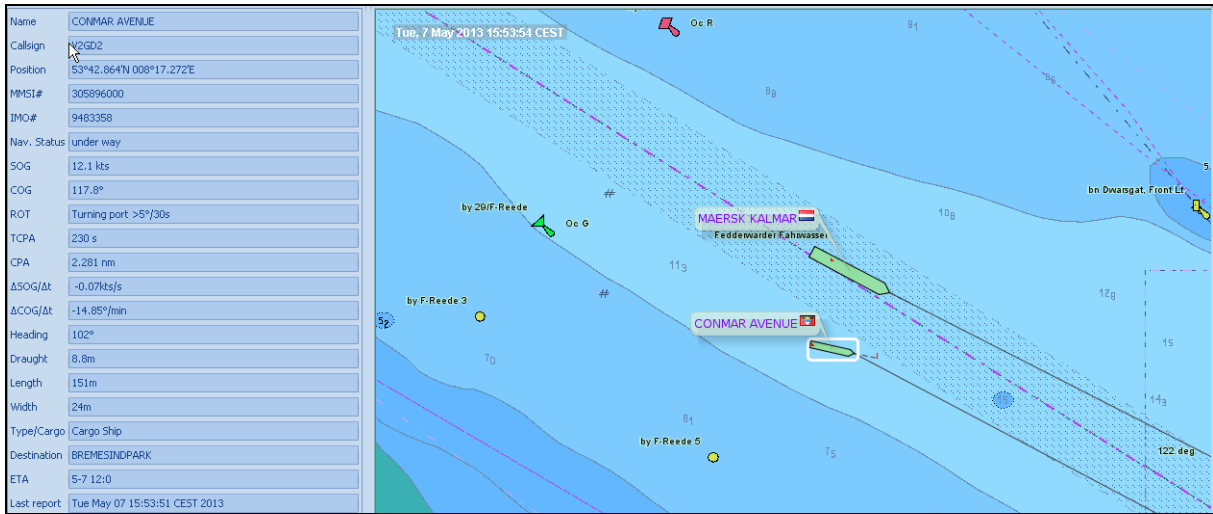 Name CONMAR AVENUE
Callsign V2GD2
Position 53°42.864'N 008°17.272'E
MMSI# 305896000
IMO# 9483358
Nav. Status under way
SOG 12.1 kts
COG 117.8°
ROT Turning port >5°/30s
TCPA 230 s
CPA 2.281 nm
ΔSOG/Δt -0.07kts/s
ΔCOG/Δt -14.85°/min
Heading 102°
Draught 8.8m
Length 151m
Width 24m
Type/Cargo Cargo Ship
Destination BREMESINDPARK
ETA 5-7 12:0
Last report Tue May 07 15:53:51 CEST 2013
Tue, 7 May 2013 15:53:54 CEST
Oc R
9₁
9₈
5.
bn Dwarsgat, Front Lt.
by 29/F-Reede
Oc G
MAERSK KALMAR
10₉
Fedderwarder Fahrwasser
11₃
12₈
by F-Reede 3
5₂
CONMAR AVENUE
15
7₀
15
14₃
8₁
by F-Reede 5
7₅
122 deg